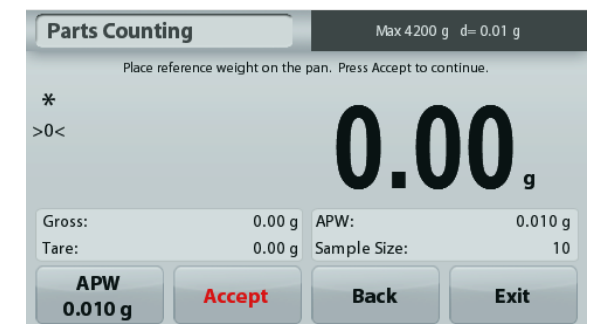 Parts Counting
Max 4200 g d= 0.01 g
Place reference weight on the pan. Press Accept to continue.
*
>0<
0.00 g
Gross: 0.00 g APW: 0.010 g
Tare: 0.00 g Sample Size: 10
APW
0.010 g
Accept
Back
Exit